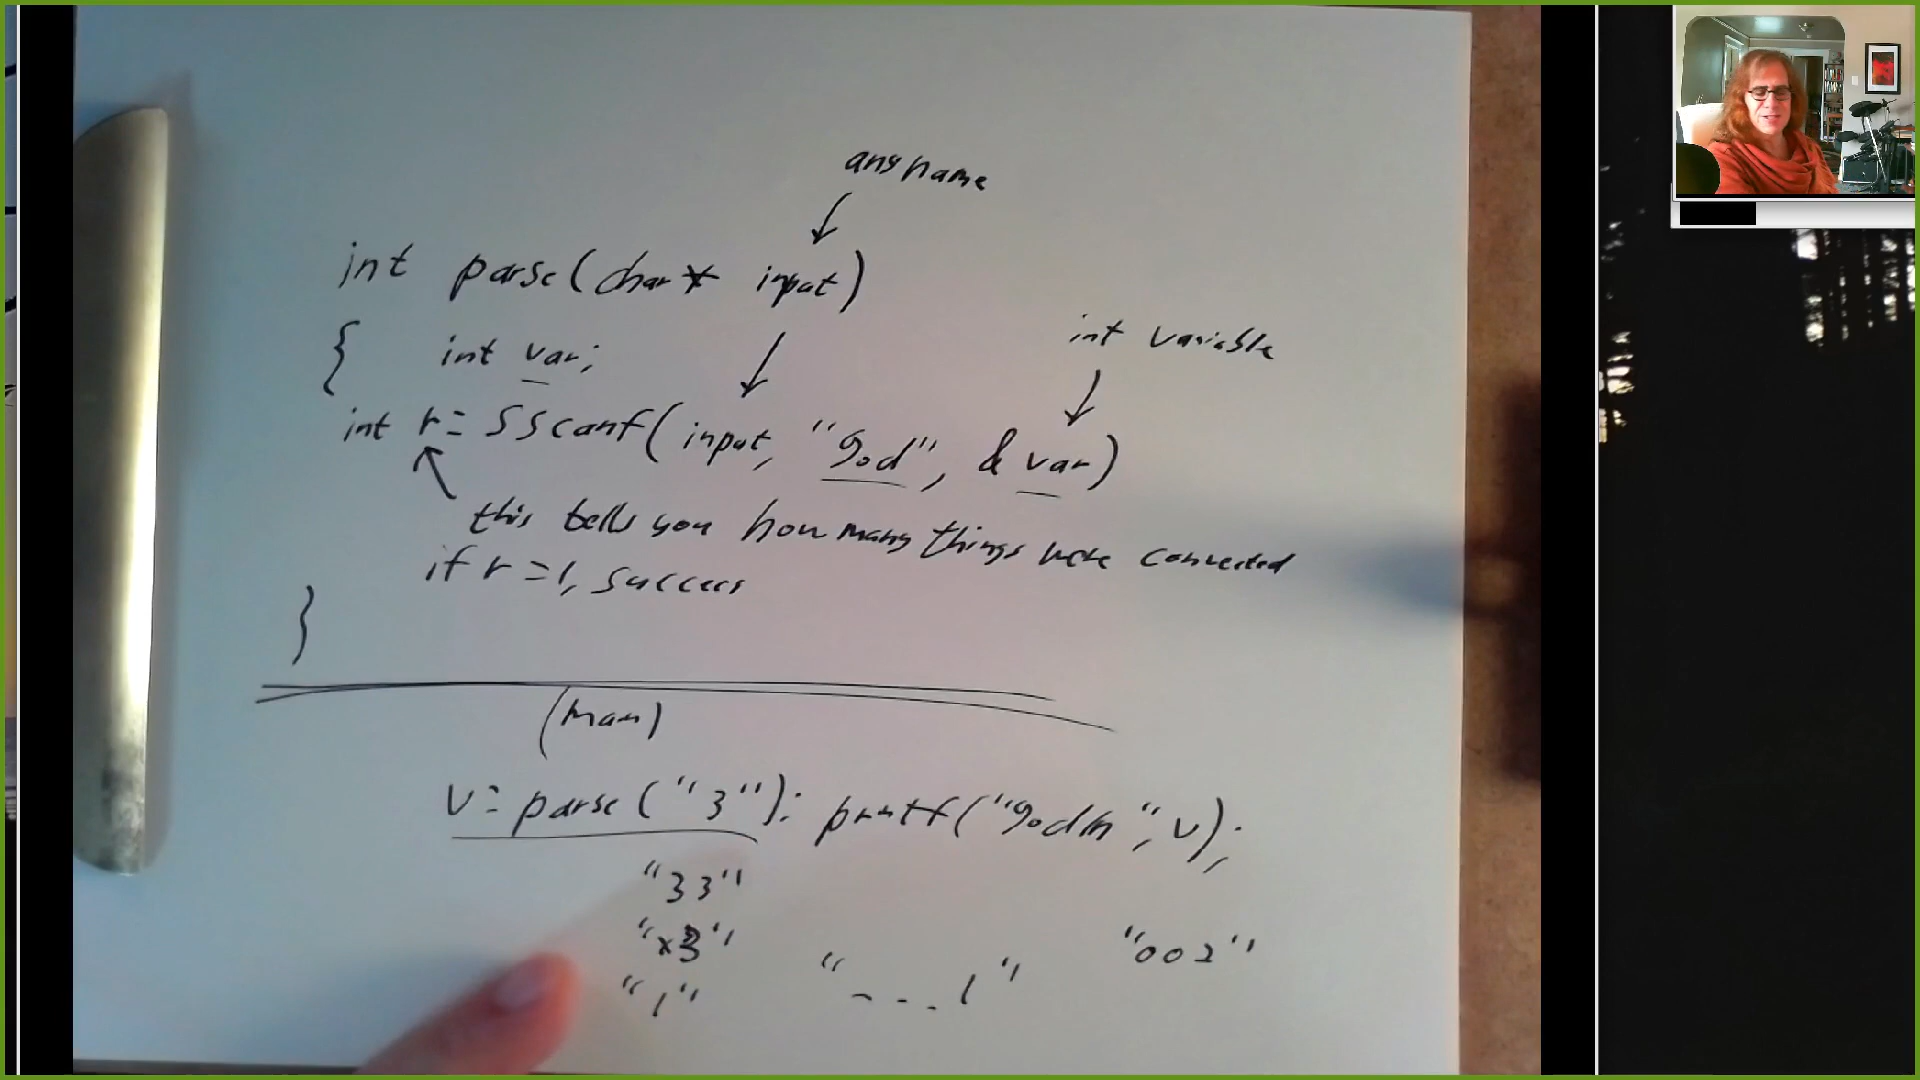 any name
int parse(char* input)
{ int var;
int variable
int r = sscanf(input, "%d", & var)
this tells you how many things were converted
if r = 1, success
}
(main)
v = parse("3"); printf("%d\n", v);
"33"
"x3" "002"
"1" "---1"